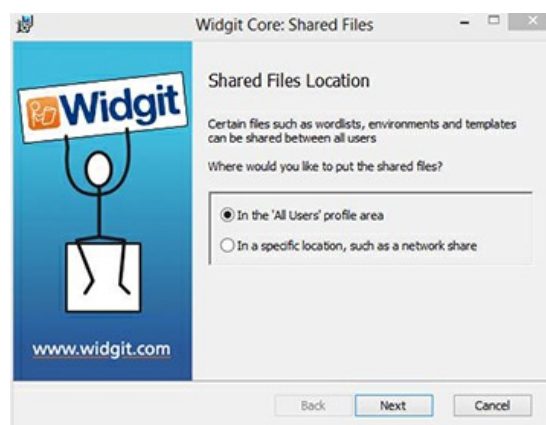 Widgit Core: Shared Files
Widgit
Shared Files Location
Certain files such as wordlists, environments and templates
can be shared between all users
Where would you like to put the shared files?
In the 'All Users' profile area
In a specific location, such as a network share
www.widgit.com
Back
Next
Cancel